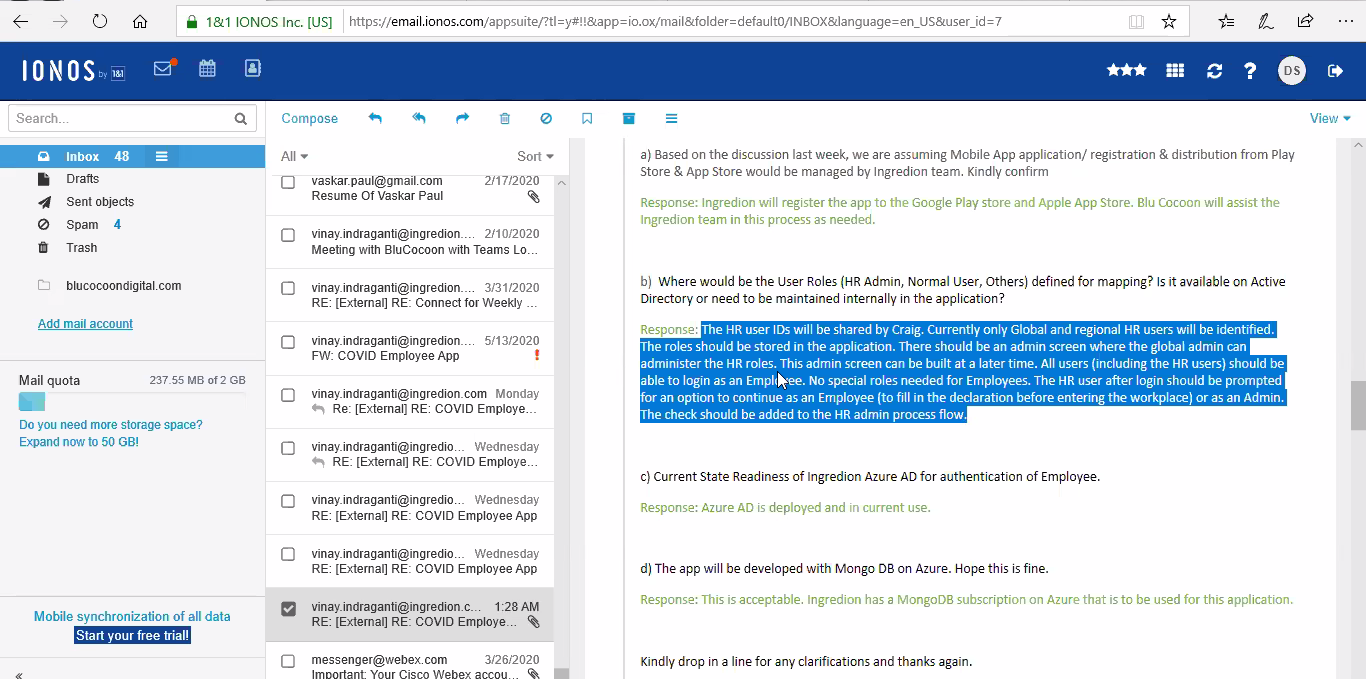 1&1 IONOS Inc. [US]
https://email.ionos.com/appsuite/?tl=y#!!&app=io.ox/mail&folder=default0/INBOX&language=en_US&user_id=7
IONOS by 1&1
DS
Search...
Inbox 48
Drafts
Sent objects
Spam 4
Trash
blucocoondigital.com
Add mail account
Mail quota 237.55 MB of 2 GB
Do you need more storage space?
Expand now to 50 GB!
Mobile synchronization of all data
Start your free trial!
Compose
View
All Sort
vaskar.paul@gmail.com 2/17/2020
Resume Of Vaskar Paul
vinay.indraganti@ingredion.... 2/10/2020
Meeting with BluCocoon with Teams Lo...
vinay.indraganti@ingredion.... 3/31/2020
RE: [External] RE: Connect for Weekly ...
vinay.indraganti@ingredion.... 5/13/2020
FW: COVID Employee App
vinay.indraganti@ingredion.com Monday
Re: [External] RE: COVID Employe...
vinay.indraganti@ingredio... Wednesday
RE: [External] RE: COVID Employe...
vinay.indraganti@ingredio... Wednesday
RE: [External] RE: COVID Employee App
vinay.indraganti@ingredio... Wednesday
RE: [External] RE: COVID Employee App
vinay.indraganti@ingredion.c... 1:28 AM
RE: [External] RE: COVID Employe...
messenger@webex.com 3/26/2020
Important: Your Cisco Webex accou...
a) Based on the discussion last week, we are assuming Mobile App application/ registration & distribution from Play
Store & App Store would be managed by Ingredion team. Kindly confirm
Response: Ingredion will register the app to the Google Play store and Apple App Store. Blu Cocoon will assist the
Ingredion team in this process as needed.
b) Where would be the User Roles (HR Admin, Normal User, Others) defined for mapping? Is it available on Active
Directory or need to be maintained internally in the application?
Response: The HR user IDs will be shared by Craig. Currently only Global and regional HR users will be identified.
The roles should be stored in the application. There should be an admin screen where the global admin can
administer the HR roles. This admin screen can be built at a later time. All users (including the HR users) should be
able to login as an Employee. No special roles needed for Employees. The HR user after login should be prompted
for an option to continue as an Employee (to fill in the declaration before entering the workplace) or as an Admin.
The check should be added to the HR admin process flow.
c) Current State Readiness of Ingredion Azure AD for authentication of Employee.
Response: Azure AD is deployed and in current use.
d) The app will be developed with Mongo DB on Azure. Hope this is fine.
Response: This is acceptable. Ingredion has a MongoDB subscription on Azure that is to be used for this application.
Kindly drop in a line for any clarifications and thanks again.